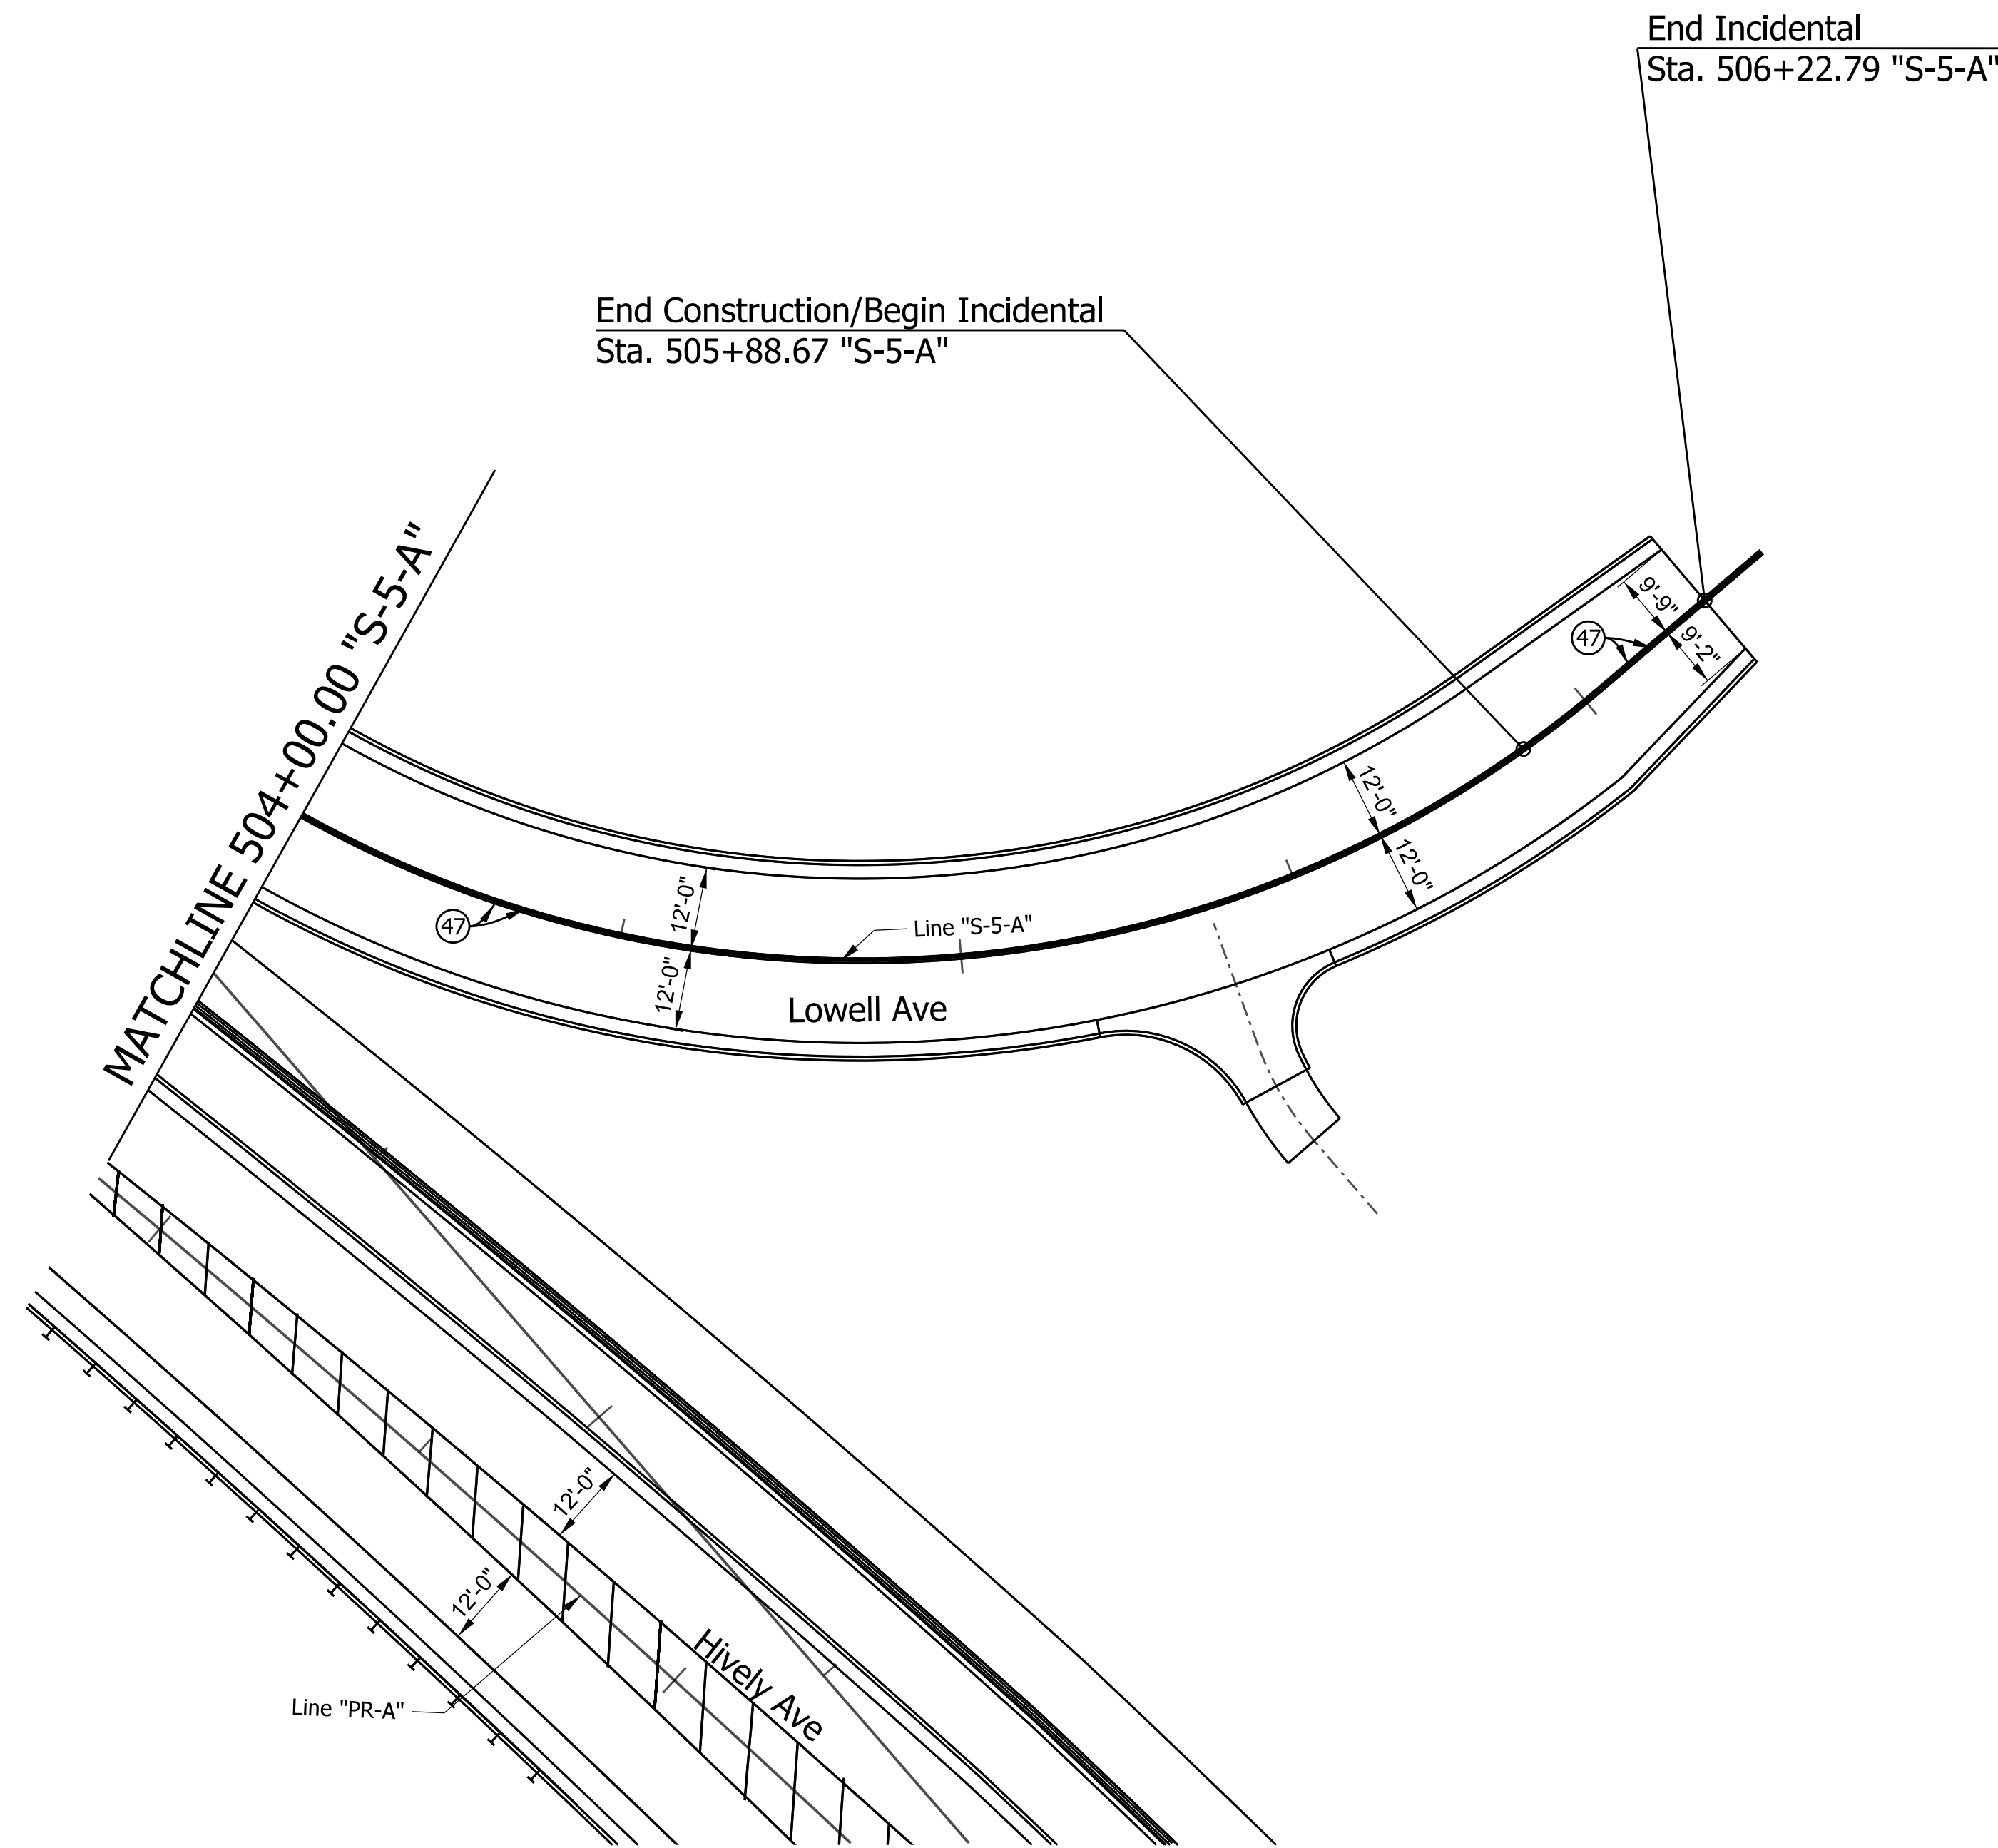 End Incidental
Sta. 506+22.79 "S-5-A"
End Construction/Begin Incidental
Sta. 505+88.67 "S-5-A"
MATCHLINE 504+00.00 "S-5-A"
9'-9"
47
9'-2"
12'-0"
12'-0"
12'-0"
47
Line "S-5-A"
12'-0"
Lowell Ave
12'-0"
12'-0"
Hively Ave
Line "PR-A"